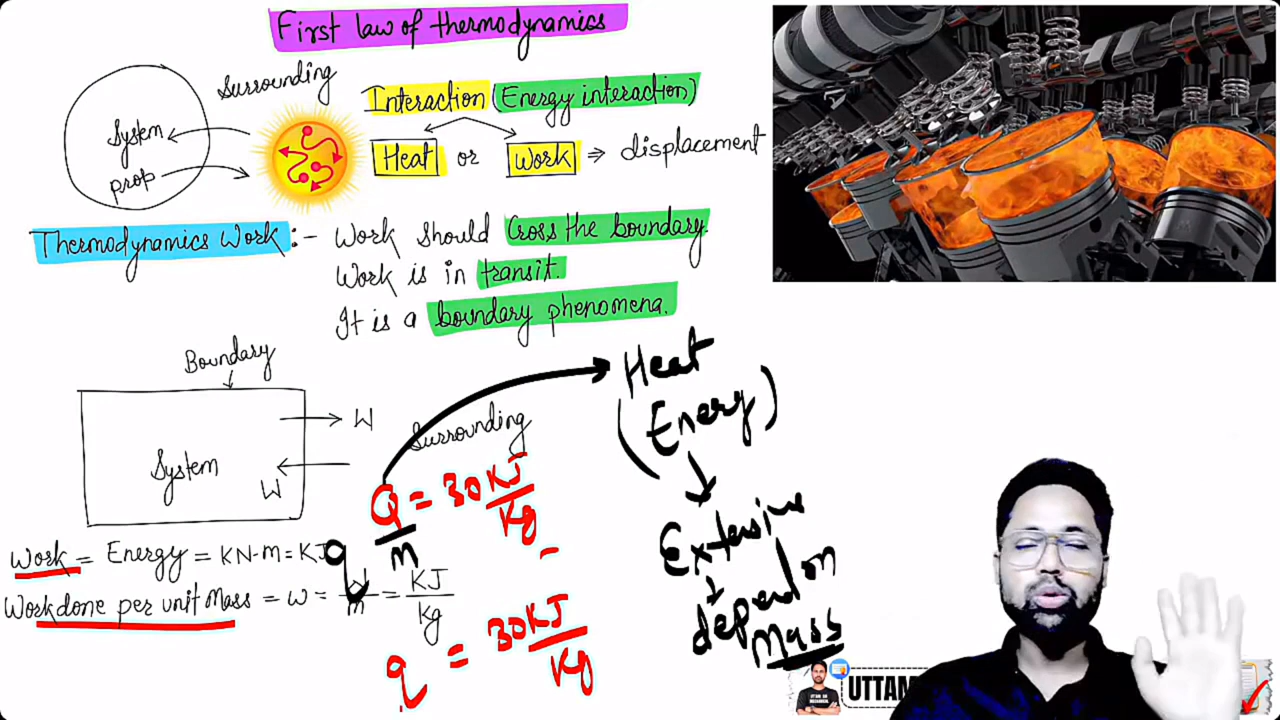 First law of thermodynamics
Surrounding
System
prop
Interaction (Energy interaction)
Heat or Work ⇒ displacement
Thermodynamics Work :- Work should cross the boundary.
Work is in transit.
It is a boundary phenomena.
Boundary
W
Surrounding
System
W
Heat
(Energy)
Extensive
depend on
Mass
Q/m = 30 KJ/Kg
q
Work = Energy = KN-m = KJ
Workdone per unit Mass = w = W/m = KJ/kg
q = 30 KJ/Kg
UTTAM